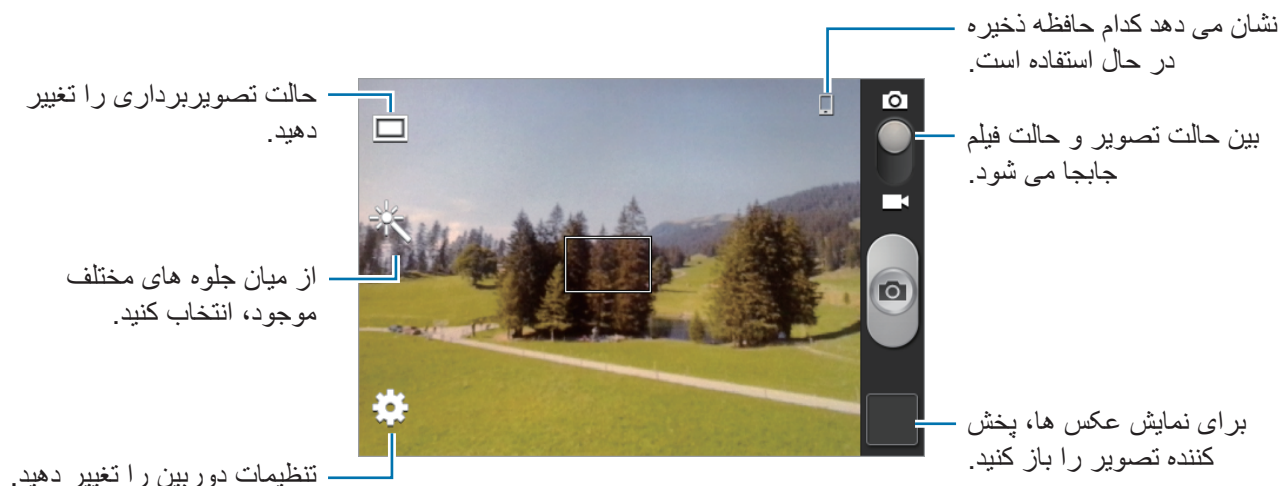 نشان می دهد کدام حافظه ذخیره
در حال استفاده است.
بین حالت تصویر و حالت فیلم
جابجا می شود.
برای نمایش عکس ها، پخش
کننده تصویر را باز کنید.
حالت تصویربرداری را تغییر
دهید.
از میان جلوه های مختلف
موجود، انتخاب کنید.
تنظیمات دوربین را تغییر دهید.